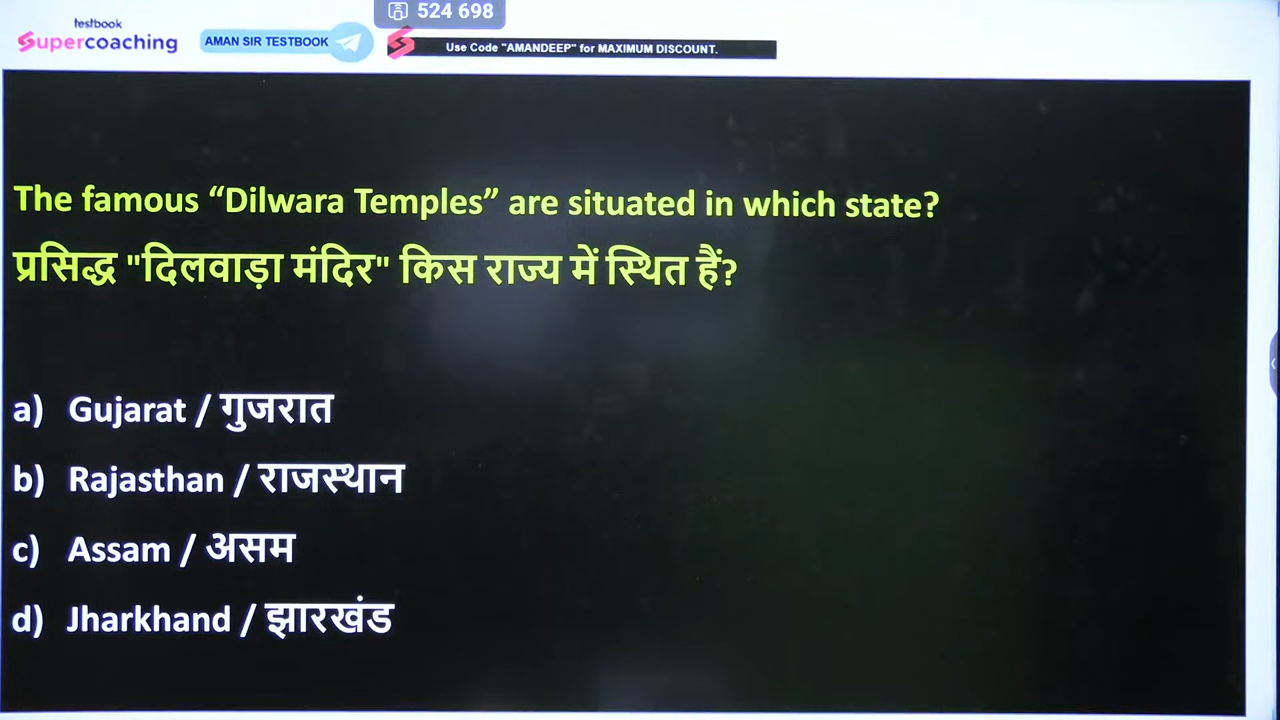 524 698
testbook
Supercoaching
AMAN SIR TESTBOOK
Use Code "AMANDEEP" for MAXIMUM DISCOUNT.
The famous “Dilwara Temples” are situated in which state?
प्रसिद्ध "दिलवाड़ा मंदिर" किस राज्य में स्थित हैं?
a) Gujarat / गुजरात
b) Rajasthan / राजस्थान
c) Assam / असम
d) Jharkhand / झारखंड